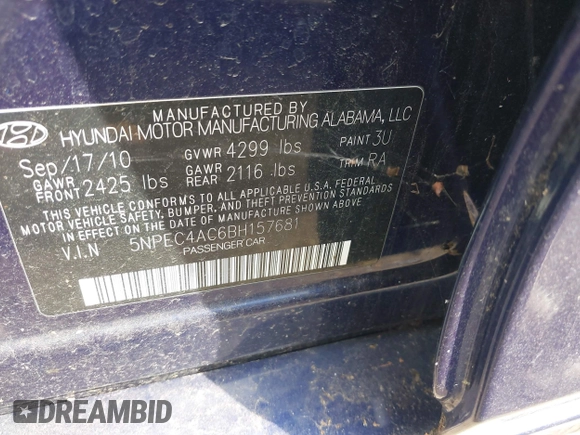 MANUFACTURED BY
HYUNDAI MOTOR MANUFACTURING ALABAMA, LLC
Sep/17/10 GVWR 4299 lbs PAINT 3U
GAWR FRONT 2425 lbs GAWR REAR 2116 lbs TRIM RA
THIS VEHICLE CONFORMS TO ALL APPLICABLE U.S.A. FEDERAL
MOTOR VEHICLE SAFETY, BUMPER, AND THEFT PREVENTION STANDARDS
IN EFFECT ON THE DATE OF MANUFACTURE SHOWN ABOVE.
V.I.N 5NPEC4AC6BH157681
PASSENGER CAR
DREAMBID